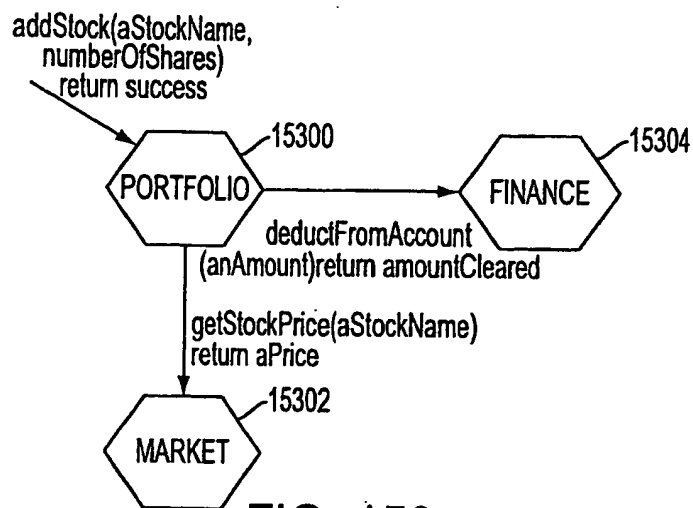 addStock(aStockName,
numberOfShares)
return success
15300
15304
PORTFOLIO
FINANCE
deductFromAccount
(anAmount)return amountCleared
getStockPrice(aStockName)
return aPrice
15302
MARKET